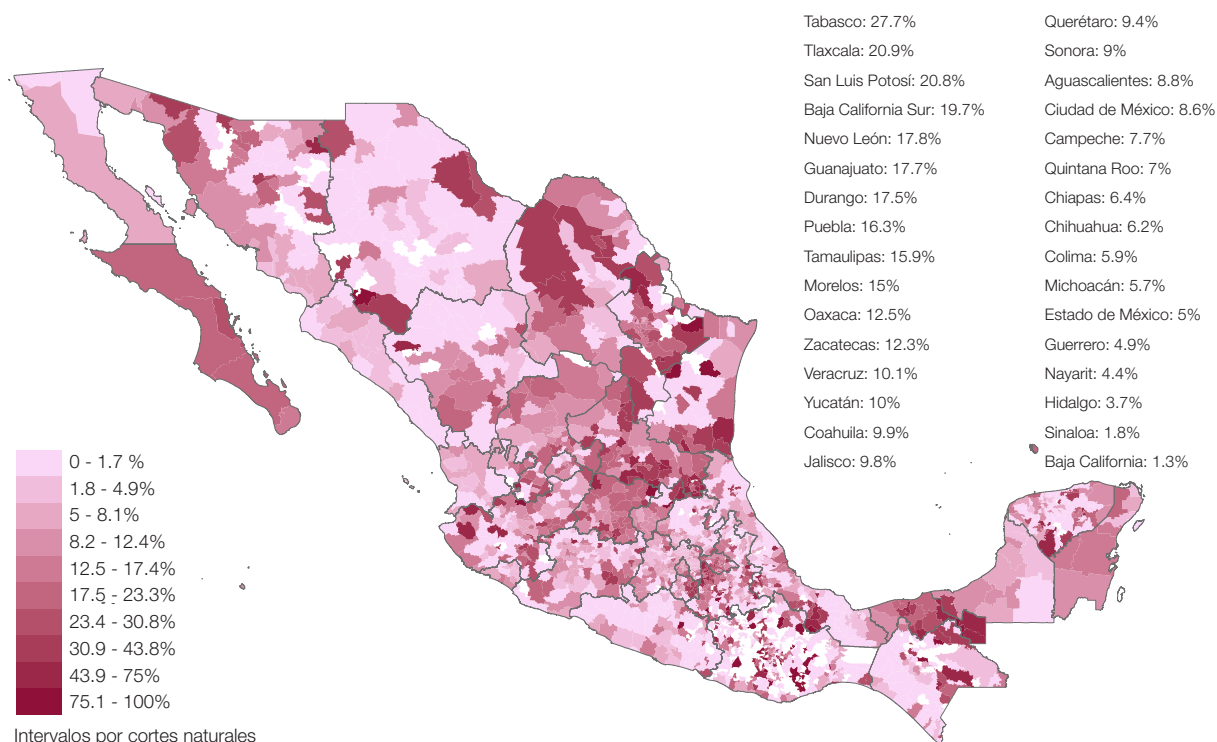 Tabasco: 27.7%
Tlaxcala: 20.9%
San Luis Potosí: 20.8%
Baja California Sur: 19.7%
Nuevo León: 17.8%
Guanajuato: 17.7%
Durango: 17.5%
Puebla: 16.3%
Tamaulipas: 15.9%
Morelos: 15%
Oaxaca: 12.5%
Zacatecas: 12.3%
Veracruz: 10.1%
Yucatán: 10%
Coahuila: 9.9%
Jalisco: 9.8%
Querétaro: 9.4%
Sonora: 9%
Aguascalientes: 8.8%
Ciudad de México: 8.6%
Campeche: 7.7%
Quintana Roo: 7%
Chiapas: 6.4%
Chihuahua: 6.2%
Colima: 5.9%
Michoacán: 5.7%
Estado de México: 5%
Guerrero: 4.9%
Nayarit: 4.4%
Hidalgo: 3.7%
Sinaloa: 1.8%
Baja California: 1.3%
0 - 1.7 %
1.8 - 4.9%
5 - 8.1%
8.2 - 12.4%
12.5 - 17.4%
17.5 - 23.3%
23.4 - 30.8%
30.9 - 43.8%
43.9 - 75%
75.1 - 100%
Intervalos por cortes naturales